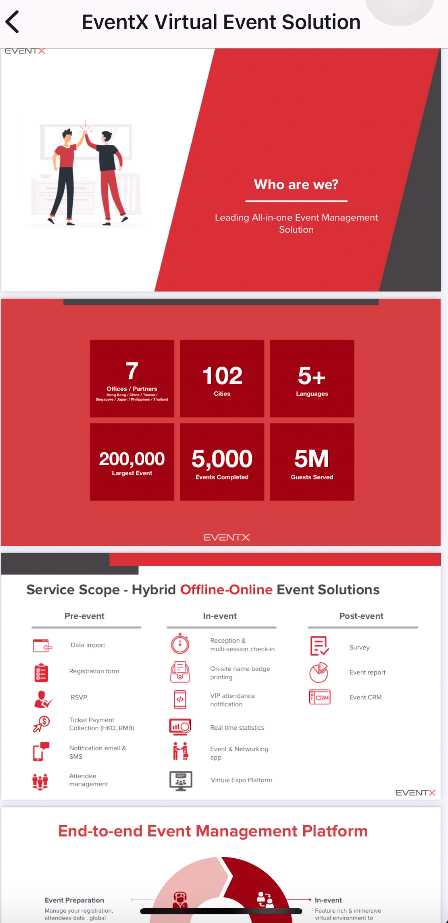 EventX Virtual Event Solution
EVENTX
Who are we?
Leading All-in-one Event Management
Solution
7
Offices / Partners
Hong Kong / China / Taiwan /
Singapore / Japan / Philippines / Thailand
102
Cities
5+
Languages
200,000
Largest Event
5,000
Events Completed
5M
Guests Served
EVENTX
Service Scope - Hybrid Offline-Online Event Solutions
Pre-event
Data import
Registration form
RSVP
Ticket Payment
Collection (HKD, RMB)
Notification email &
SMS
Attendee
management
In-event
Reception &
multi-session check-in
On-site name badge
printing
VIP attendance
notification
Real time statistics
Event & Networking
app
Virtual Expo Platform
Post-event
Survey
Event report
CRM
Event CRM
EVENTX
End-to-end Event Management Platform
Event Preparation
Manage your registration,
attendees data , global
In-event
Feature rich & immersive
virtual environment to